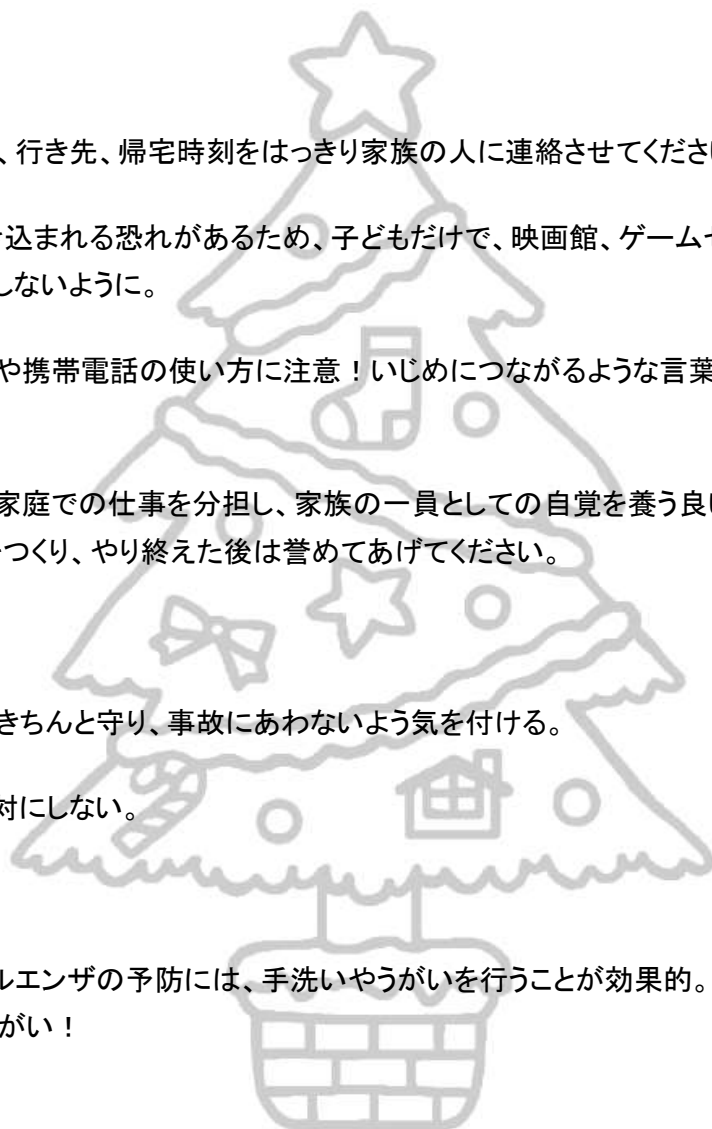 、行き先、帰宅時刻をはっきり家族の人に連絡させてくださ
込まれる恐れがあるため、子どもだけで、映画館、ゲーム
しないように。
や携帯電話の使い方に注意！いじめにつながるような言葉
家庭での仕事を分担し、家族の一員としての自覚を養う良
つくり、やり終えた後は誉めてあげてください。
きちんと守り、事故にあわないよう気を付ける。
対にしない。
ルエンザの予防には、手洗いやうがいを行うことが効果的。
がい！